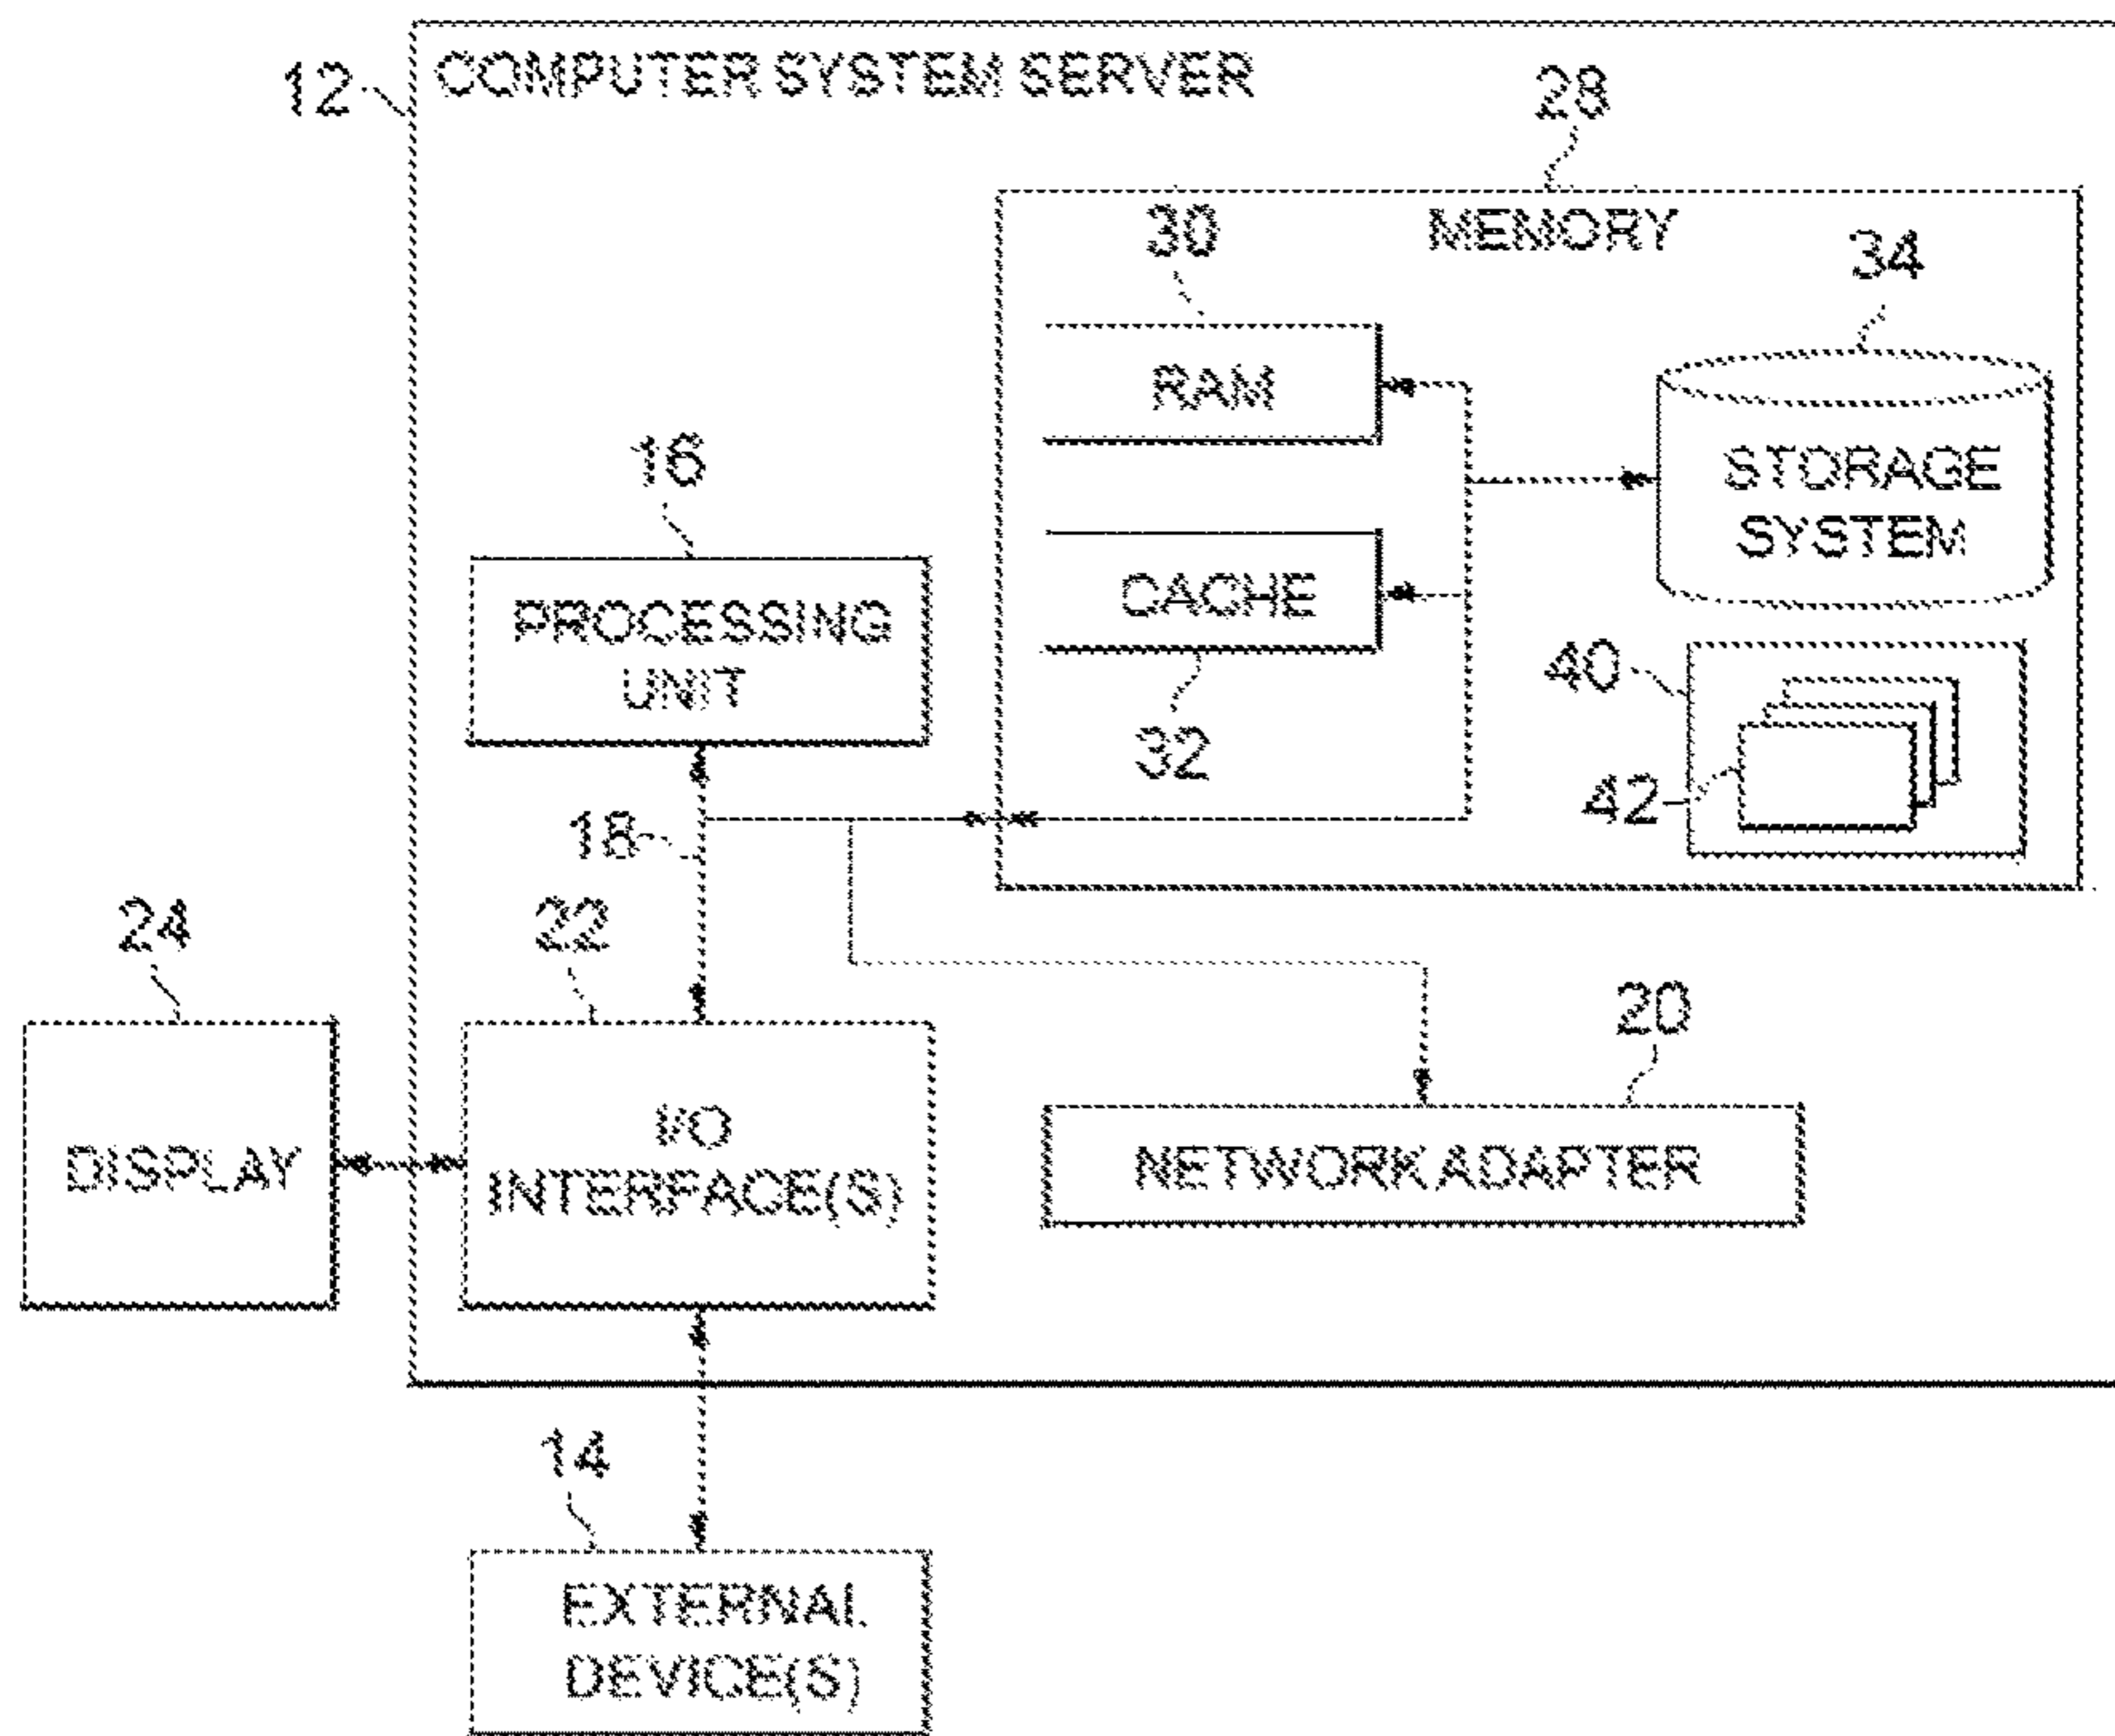 12
COMPUTER SYSTEM SERVER
28
MEMORY
30
34
RAM
STORAGE
SYSTEM
16
PROCESSING
UNIT
CACHE
32
40
42
18
24
22
20
DISPLAY
I/O
INTERFACE(S)
NETWORK ADAPTER
14
EXTERNAL
DEVICE(S)